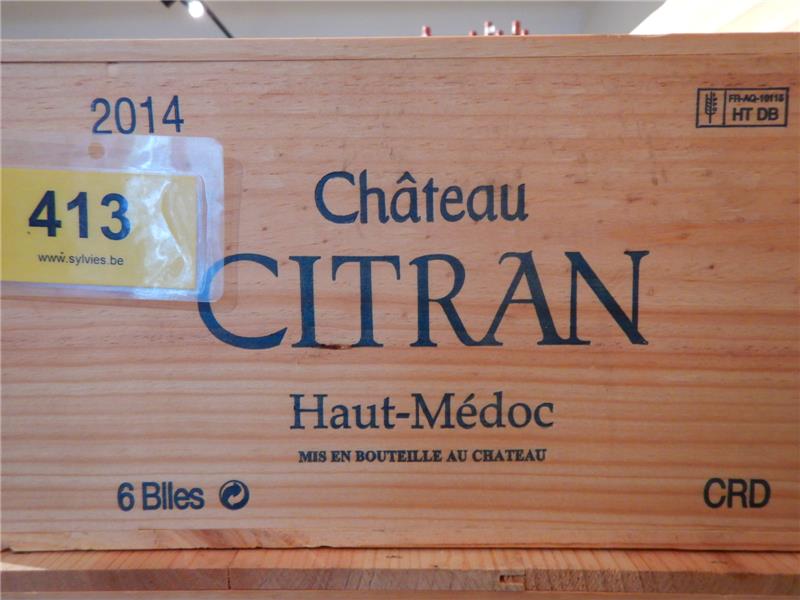 2014
FR-AQ-10115
HT DB
413
www.sylvies.be
Château
CITRAN
Haut-Médoc
MIS EN BOUTEILLE AU CHATEAU
6 Blles
CRD